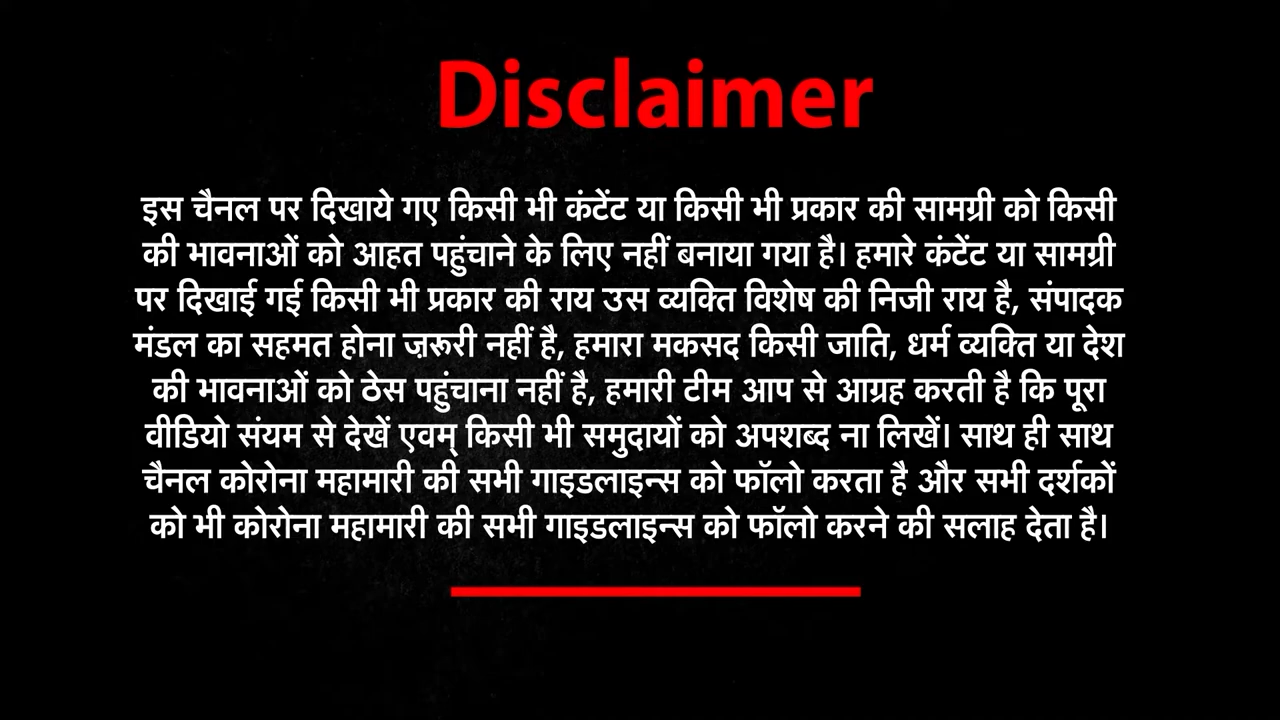 Disclaimer
इस चैनल पर दिखाये गए किसी भी कंटेंट या किसी भी प्रकार की सामग्री को किसी
की भावनाओं को आहत पहुंचाने के लिए नहीं बनाया गया है। हमारे कंटेंट या सामग्री
पर दिखाई गई किसी भी प्रकार की राय उस व्यक्ति विशेष की निजी राय है, संपादक
मंडल का सहमत होना ज़रूरी नहीं है, हमारा मकसद किसी जाति, धर्म व्यक्ति या देश
की भावनाओं को ठेस पहुंचाना नहीं है, हमारी टीम आप से आग्रह करती है कि पूरा
वीडियो संयम से देखें एवम् किसी भी समुदायों को अपशब्द ना लिखें। साथ ही साथ
चैनल कोरोना महामारी की सभी गाइडलाइन्स को फॉलो करता है और सभी दर्शकों
को भी कोरोना महामारी की सभी गाइडलाइन्स को फॉलो करने की सलाह देता है।